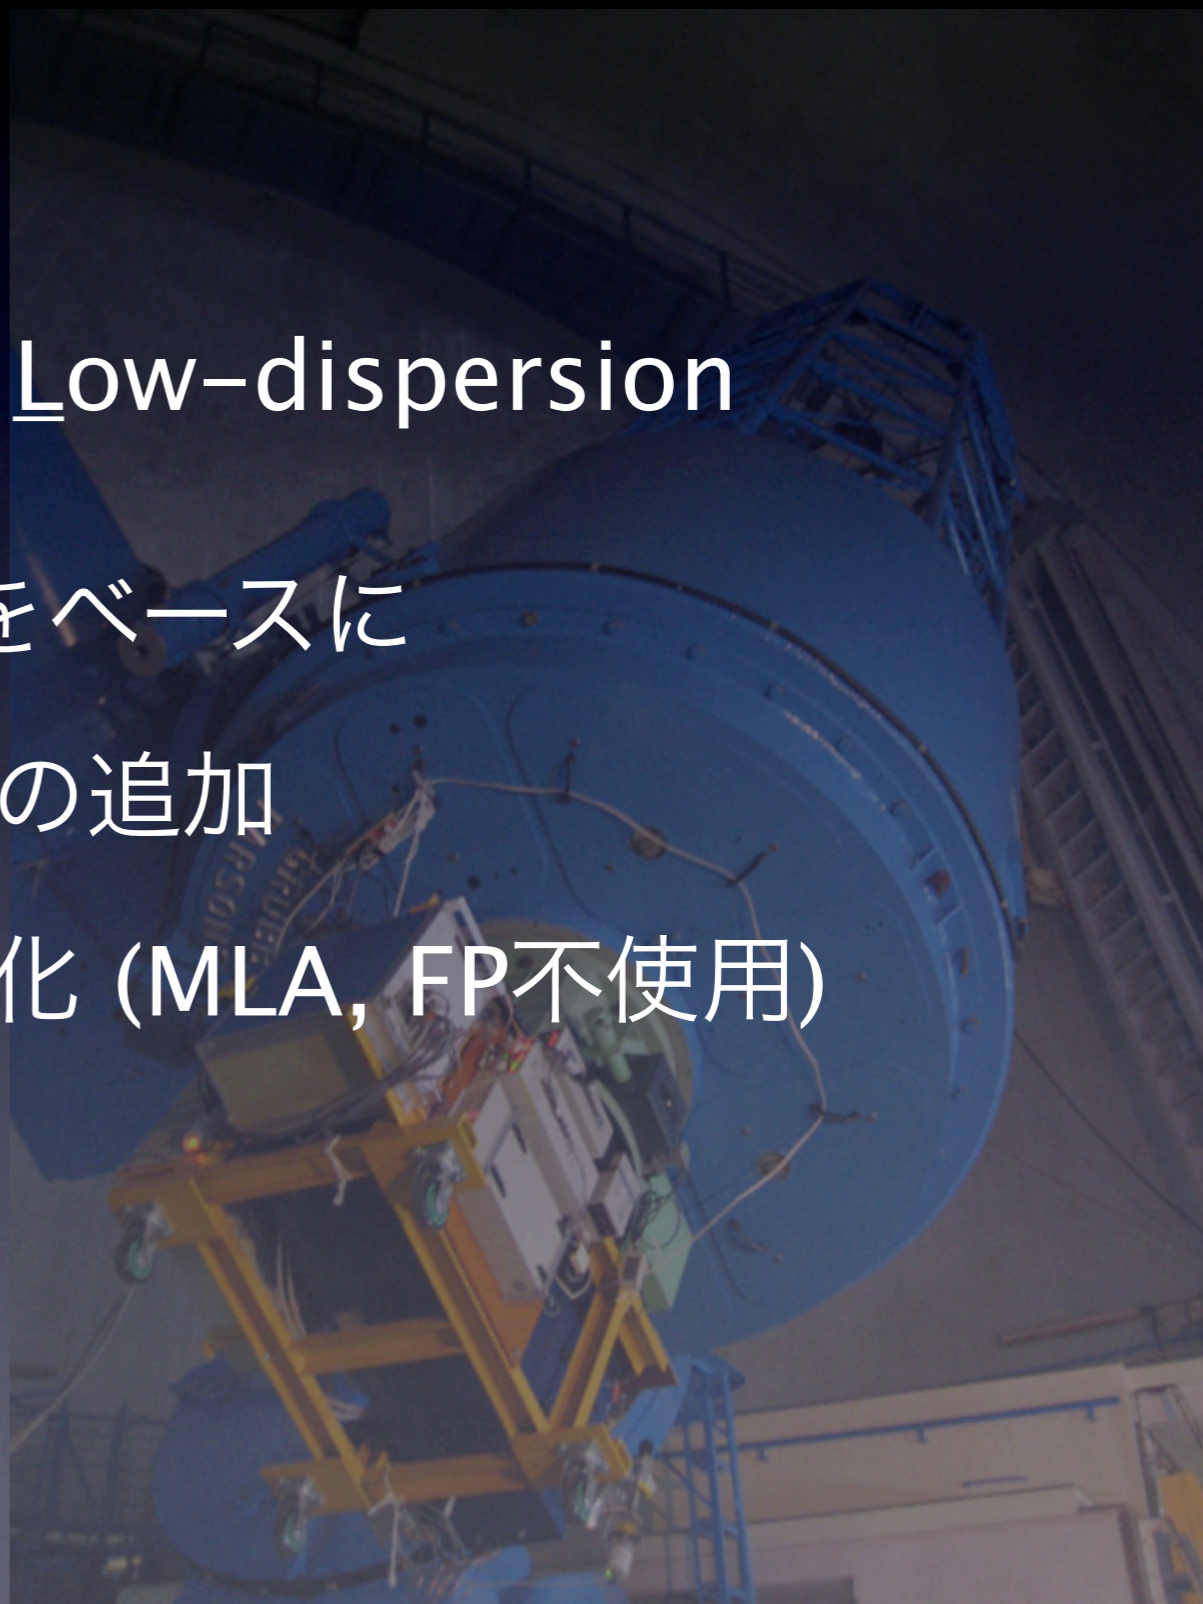 Low-dispersion
をベースに
の追加
化 (MLA, FP不使用)